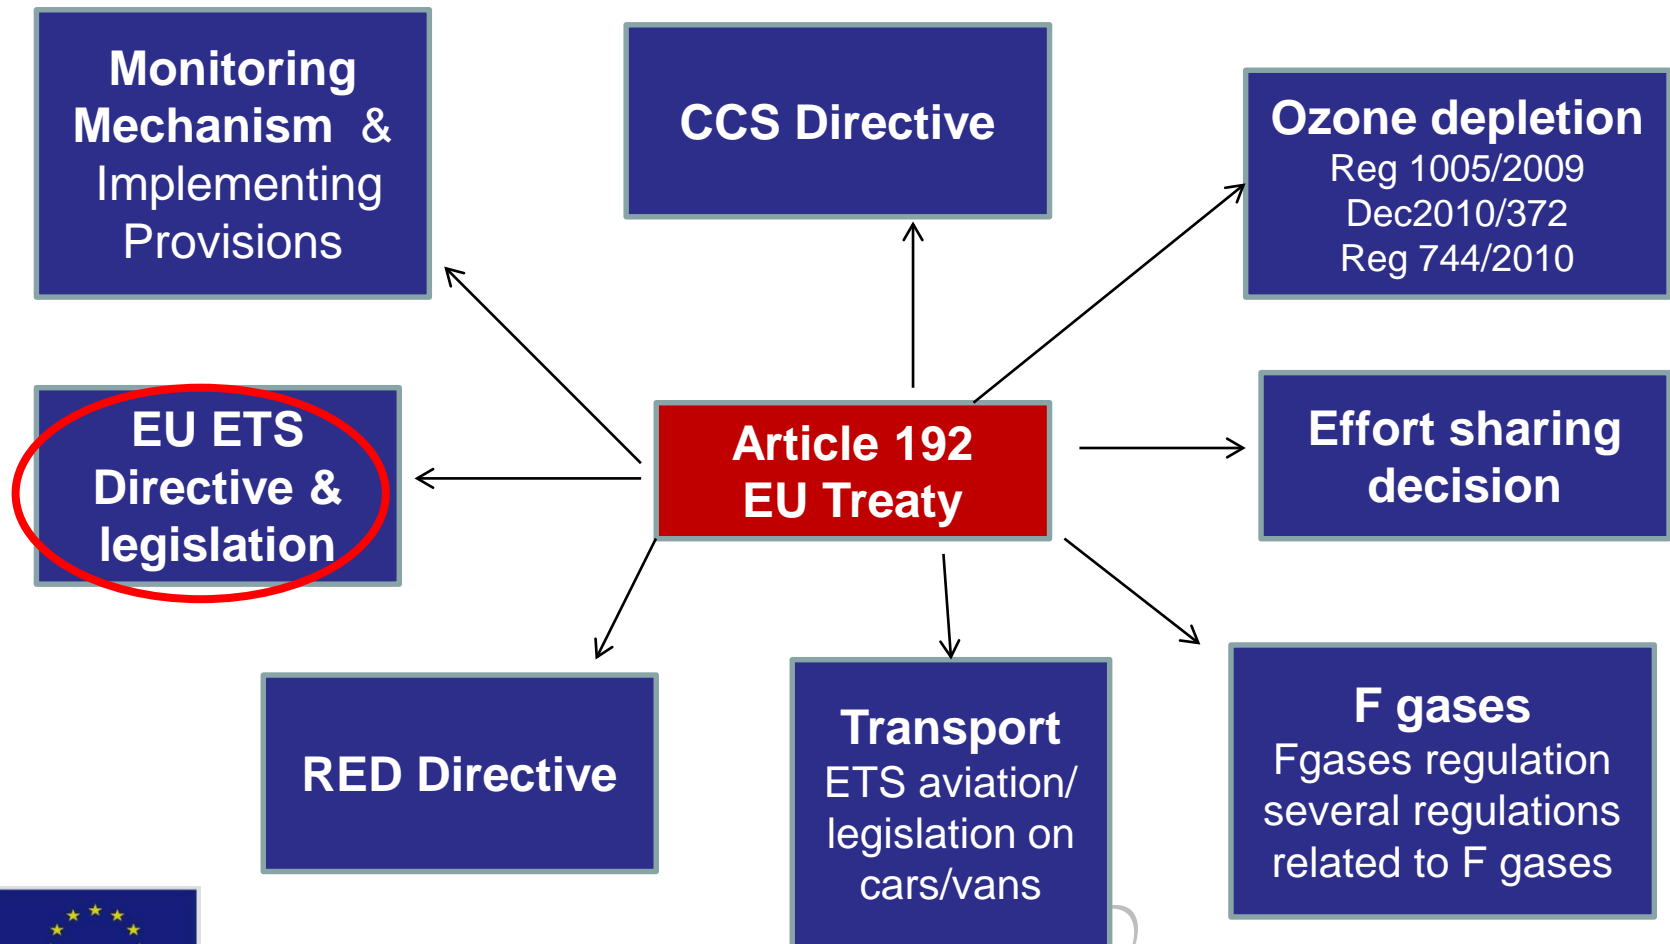 Monitoring
Mechanism &
Implementing
Provisions
CCS Directive
Ozone depletion
Reg 1005/2009
Dec2010/372
Reg 744/2010
EU ETS
Directive &
legislation
Article 192
EU Treaty
Effort sharing
decision
RED Directive
Transport
ETS aviation/
legislation on
cars/vans
F gases
Fgases regulation
several regulations
related to F gases